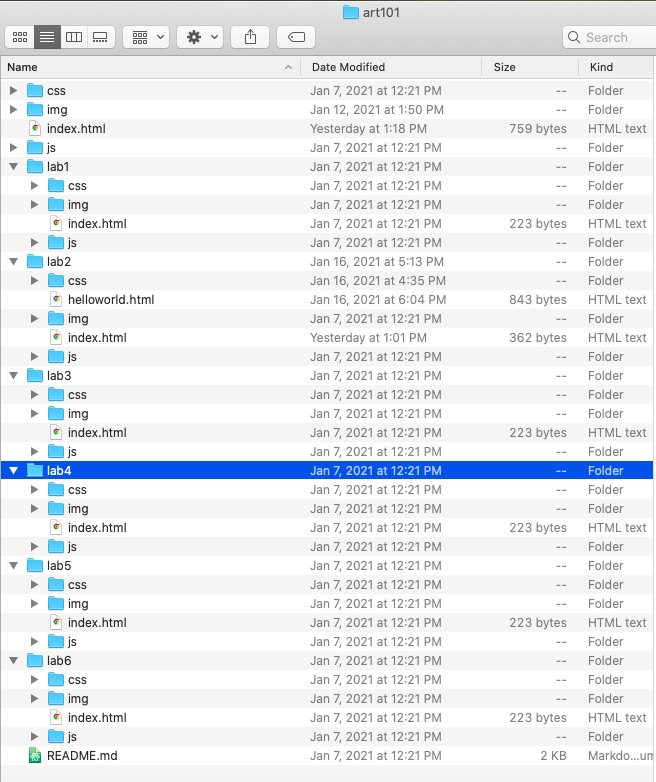 art101
Search
Name Date Modified Size Kind
css Jan 7, 2021 at 12:21 PM -- Folder
img Jan 12, 2021 at 1:50 PM -- Folder
index.html Yesterday at 1:18 PM 759 bytes HTML text
js Jan 7, 2021 at 12:21 PM -- Folder
lab1 Jan 7, 2021 at 12:21 PM -- Folder
css Jan 7, 2021 at 12:21 PM -- Folder
img Jan 7, 2021 at 12:21 PM -- Folder
index.html Jan 7, 2021 at 12:21 PM 223 bytes HTML text
js Jan 7, 2021 at 12:21 PM -- Folder
lab2 Jan 16, 2021 at 5:13 PM -- Folder
css Jan 16, 2021 at 4:35 PM -- Folder
helloworld.html Jan 16, 2021 at 6:04 PM 843 bytes HTML text
img Jan 7, 2021 at 12:21 PM -- Folder
index.html Yesterday at 1:01 PM 362 bytes HTML text
js Jan 7, 2021 at 12:21 PM -- Folder
lab3 Jan 7, 2021 at 12:21 PM -- Folder
css Jan 7, 2021 at 12:21 PM -- Folder
img Jan 7, 2021 at 12:21 PM -- Folder
index.html Jan 7, 2021 at 12:21 PM 223 bytes HTML text
js Jan 7, 2021 at 12:21 PM -- Folder
lab4 Jan 7, 2021 at 12:21 PM -- Folder
css Jan 7, 2021 at 12:21 PM -- Folder
img Jan 7, 2021 at 12:21 PM -- Folder
index.html Jan 7, 2021 at 12:21 PM 223 bytes HTML text
js Jan 7, 2021 at 12:21 PM -- Folder
lab5 Jan 7, 2021 at 12:21 PM -- Folder
css Jan 7, 2021 at 12:21 PM -- Folder
img Jan 7, 2021 at 12:21 PM -- Folder
index.html Jan 7, 2021 at 12:21 PM 223 bytes HTML text
js Jan 7, 2021 at 12:21 PM -- Folder
lab6 Jan 7, 2021 at 12:21 PM -- Folder
css Jan 7, 2021 at 12:21 PM -- Folder
img Jan 7, 2021 at 12:21 PM -- Folder
index.html Jan 7, 2021 at 12:21 PM 223 bytes HTML text
js Jan 7, 2021 at 12:21 PM -- Folder
README.md Jan 7, 2021 at 12:21 PM 2 KB Markdo...um